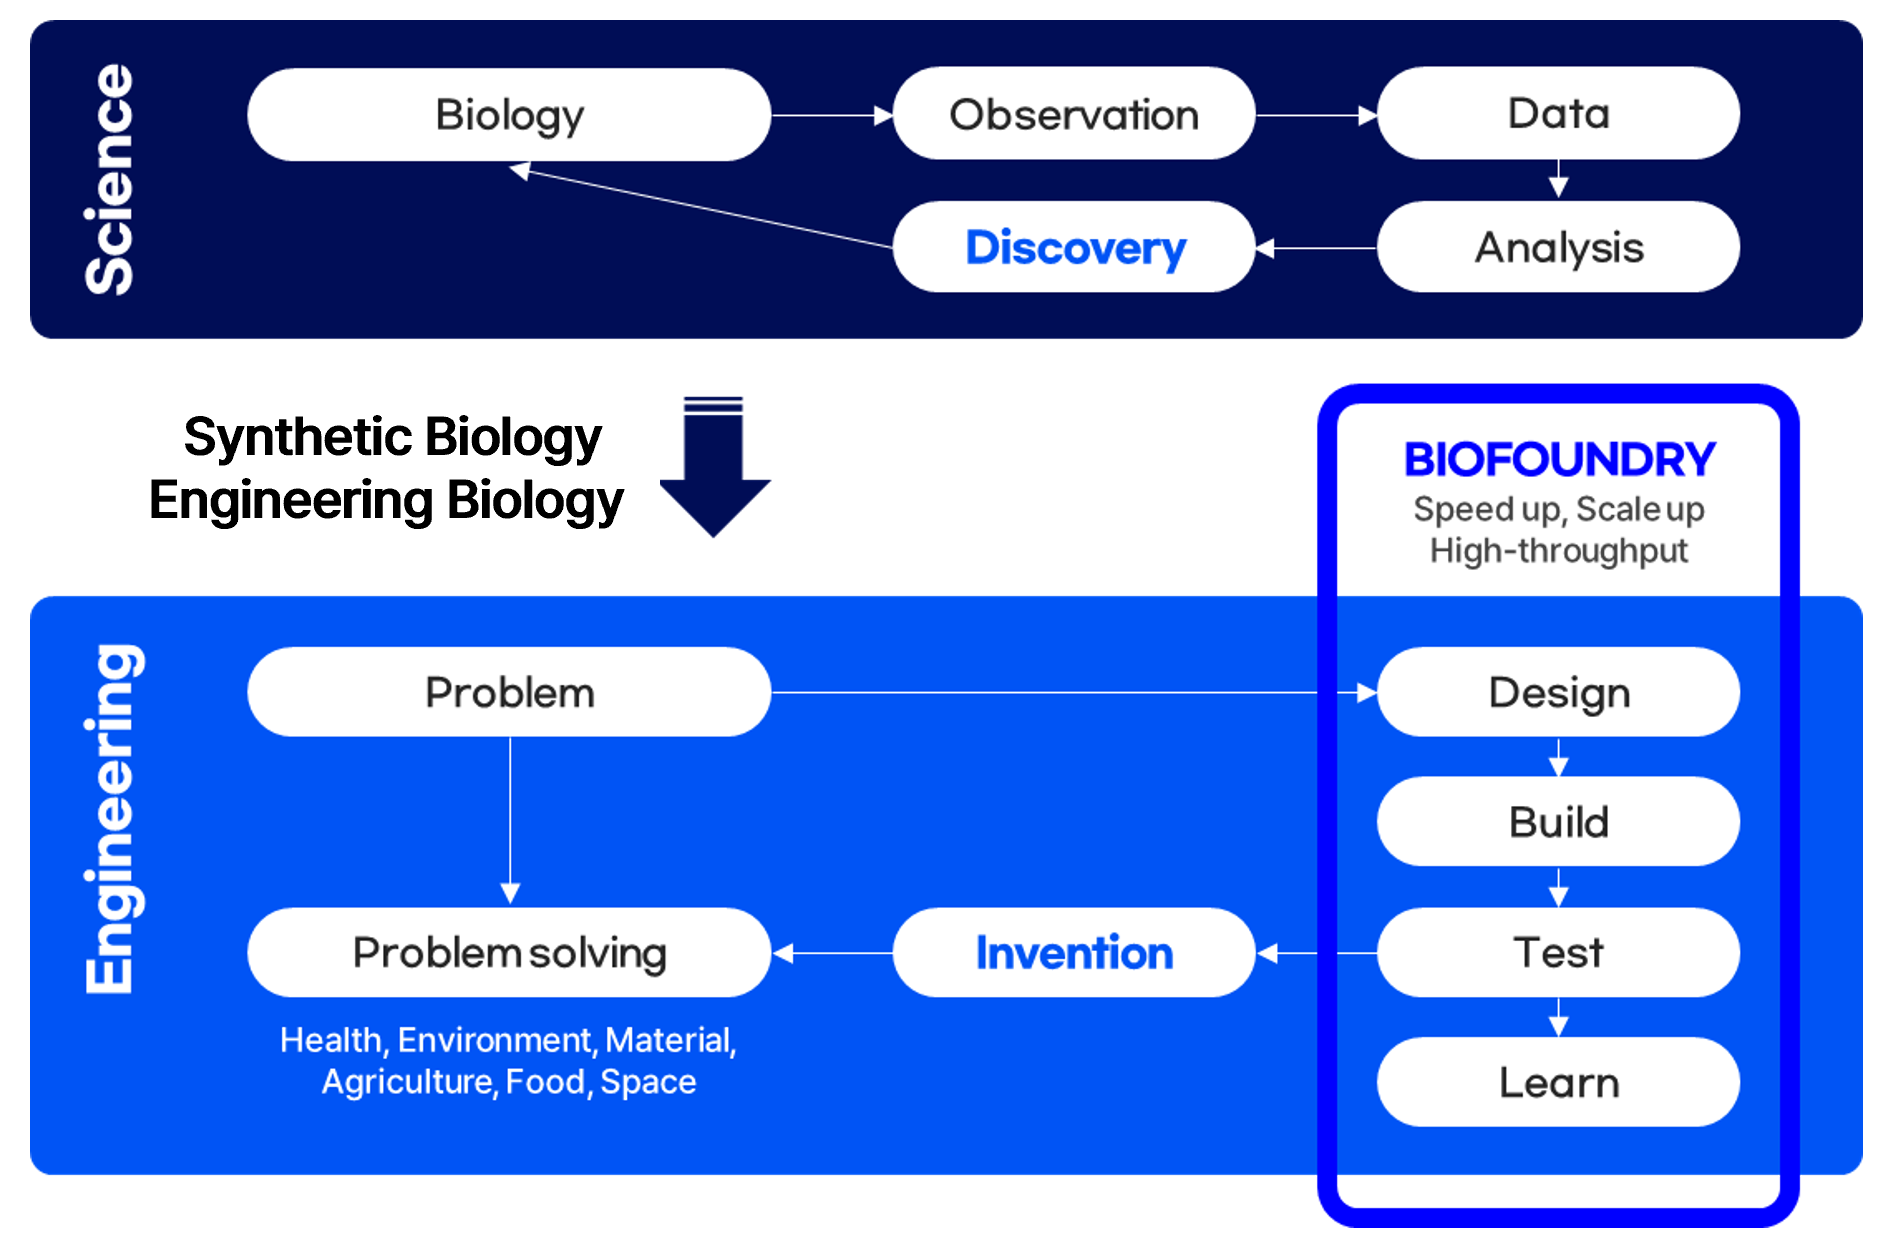 Science
Biology
Observation
Data
Discovery
Analysis
Synthetic Biology
Engineering Biology
BIOFOUNDRY
Speed up, Scale up
High-throughput
Engineering
Problem
Design
Build
Problem solving
Invention
Test
Health, Environment, Material,
Agriculture, Food, Space
Learn